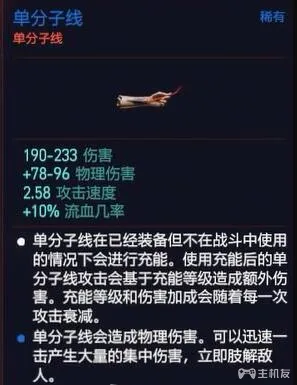 单分子线
稀有
单分子线
190-233 伤害
+78-96 物理伤害
2.58 攻击速度
+10% 流血几率
单分子线在已经装备但不在战斗中使用
的情况下会进行充能。使用充能后的单
分子线攻击会基于充能等级造成额外伤
害。充能等级和伤害加成会随着每一次
攻击衰减。
单分子线会造成物理伤害。可以迅速一
击产生大量的集中伤害，立即肢解敌
人。
主机友